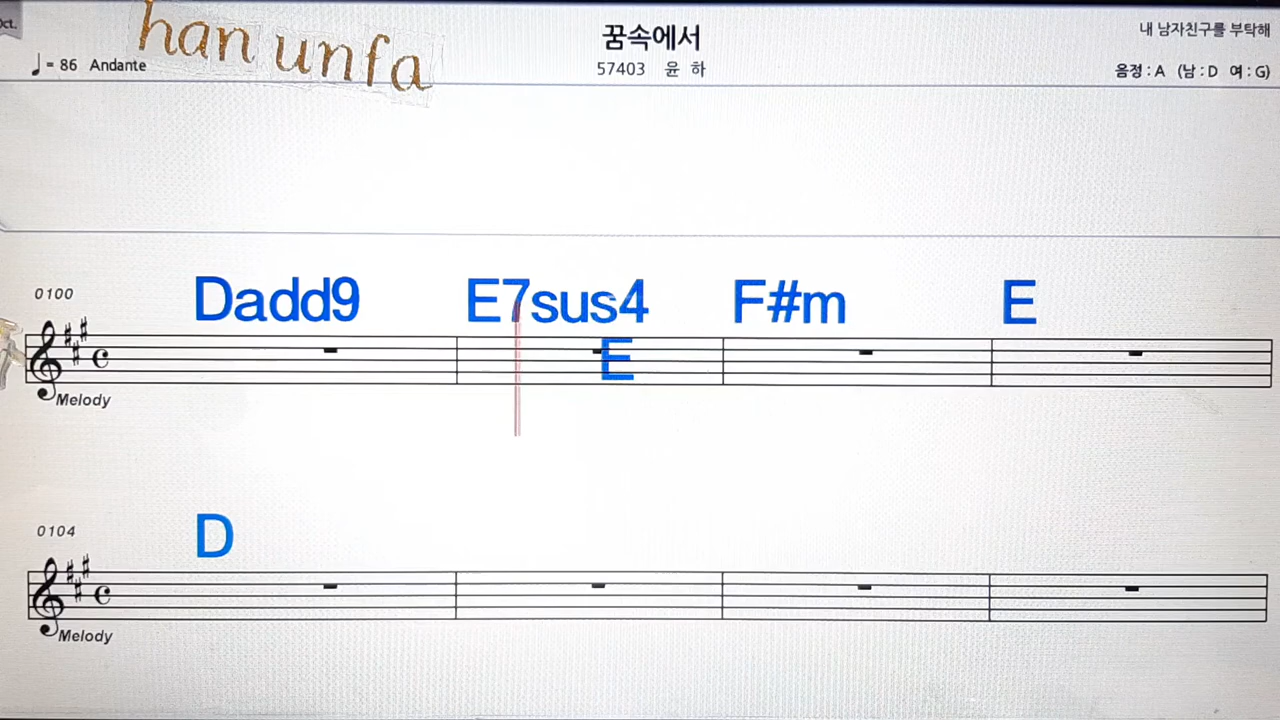 Oct.
han unfa
꿈속에서
내 남자친구를 부탁해
♩= 86 Andante
57403 윤 하
음정 : A (남 : D 여 : G)
0100
Dadd9 E7sus4 F#m E
E
Melody
0104
D
Melody